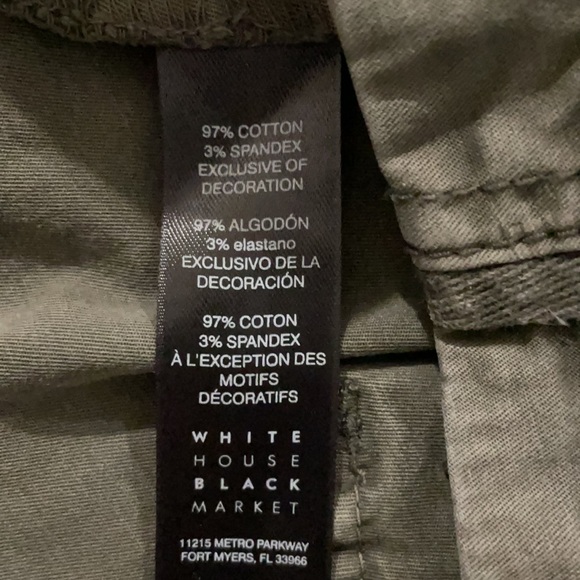 97% COTTON
3% SPANDEX
EXCLUSIVE OF
DECORATION
97% ALGODÓN
3% elastano
EXCLUSIVO DE LA
DECORACIÓN
97% COTON
3% SPANDEX
À L'EXCEPTION DES
MOTIFS
DÉCORATIFS
WHITE
HOUSE
BLACK
MARKET
11215 METRO PARKWAY
FORT MYERS, FL 33966